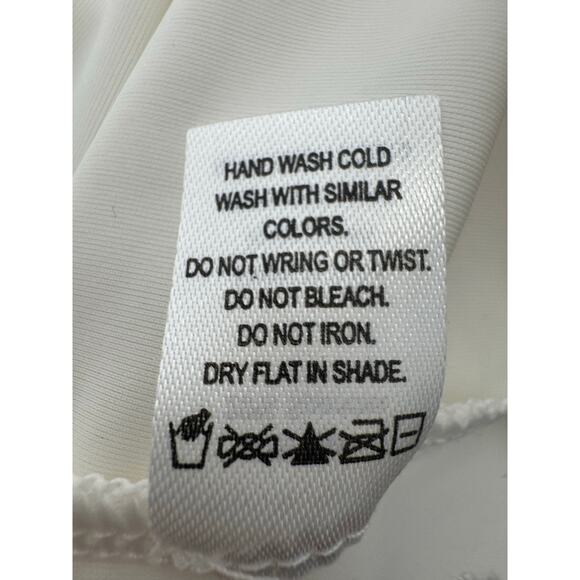 HAND WASH COLD
WASH WITH SIMILAR
COLORS.
DO NOT WRING OR TWIST.
DO NOT BLEACH.
DO NOT IRON.
DRY FLAT IN SHADE.